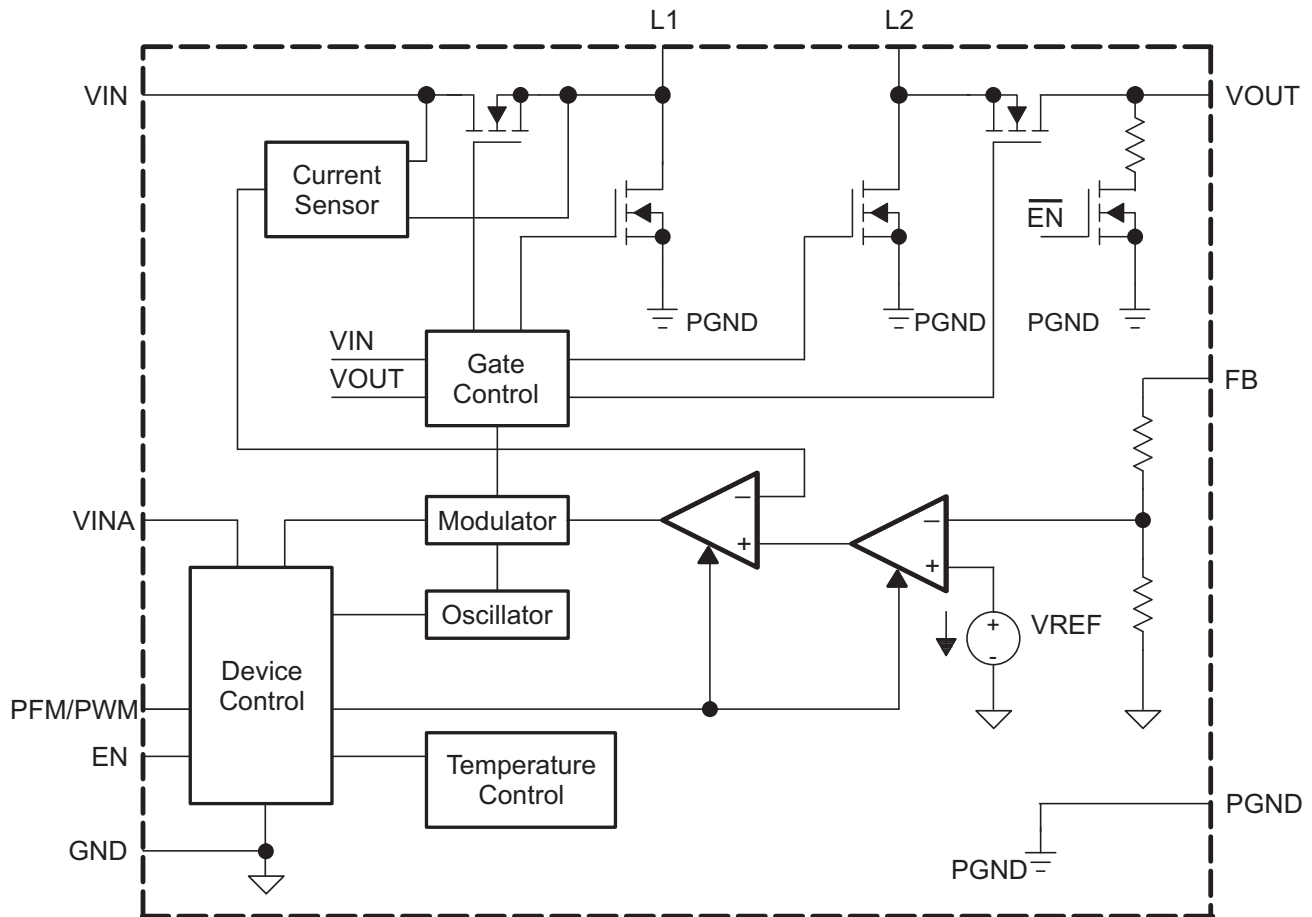 L1
L2
VIN
VOUT
Current
Sensor
EN
PGND
PGND
PGND
VIN
VOUT
Gate
Control
FB
VINA
Modulator
–
+
–
+
Oscillator
+
-
VREF
Device
Control
PFM/PWM
EN
Temperature
Control
PGND
GND
PGND